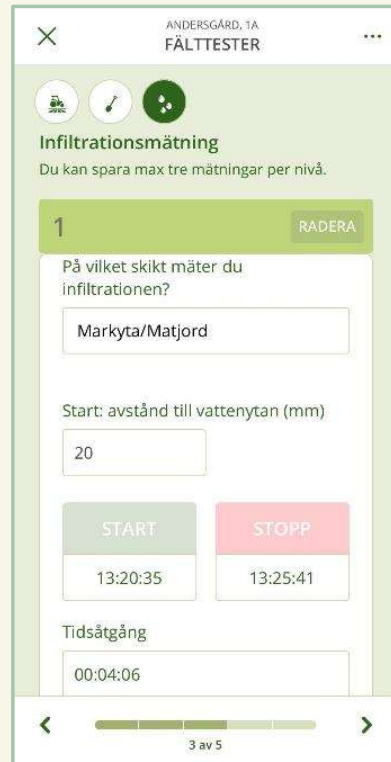 ANDERSGÅRD, 1A
FÄLTTESTER
Infiltrationsmätning
Du kan spara max tre mätningar per nivå.
1
RADERA
På vilket skikt mäter du
infiltrationen?
Markyta/Matjord
Start: avstånd till vattenytan (mm)
20
START
STOPP
13:20:35
13:25:41
Tidsåtgång
00:04:06
3 av 5